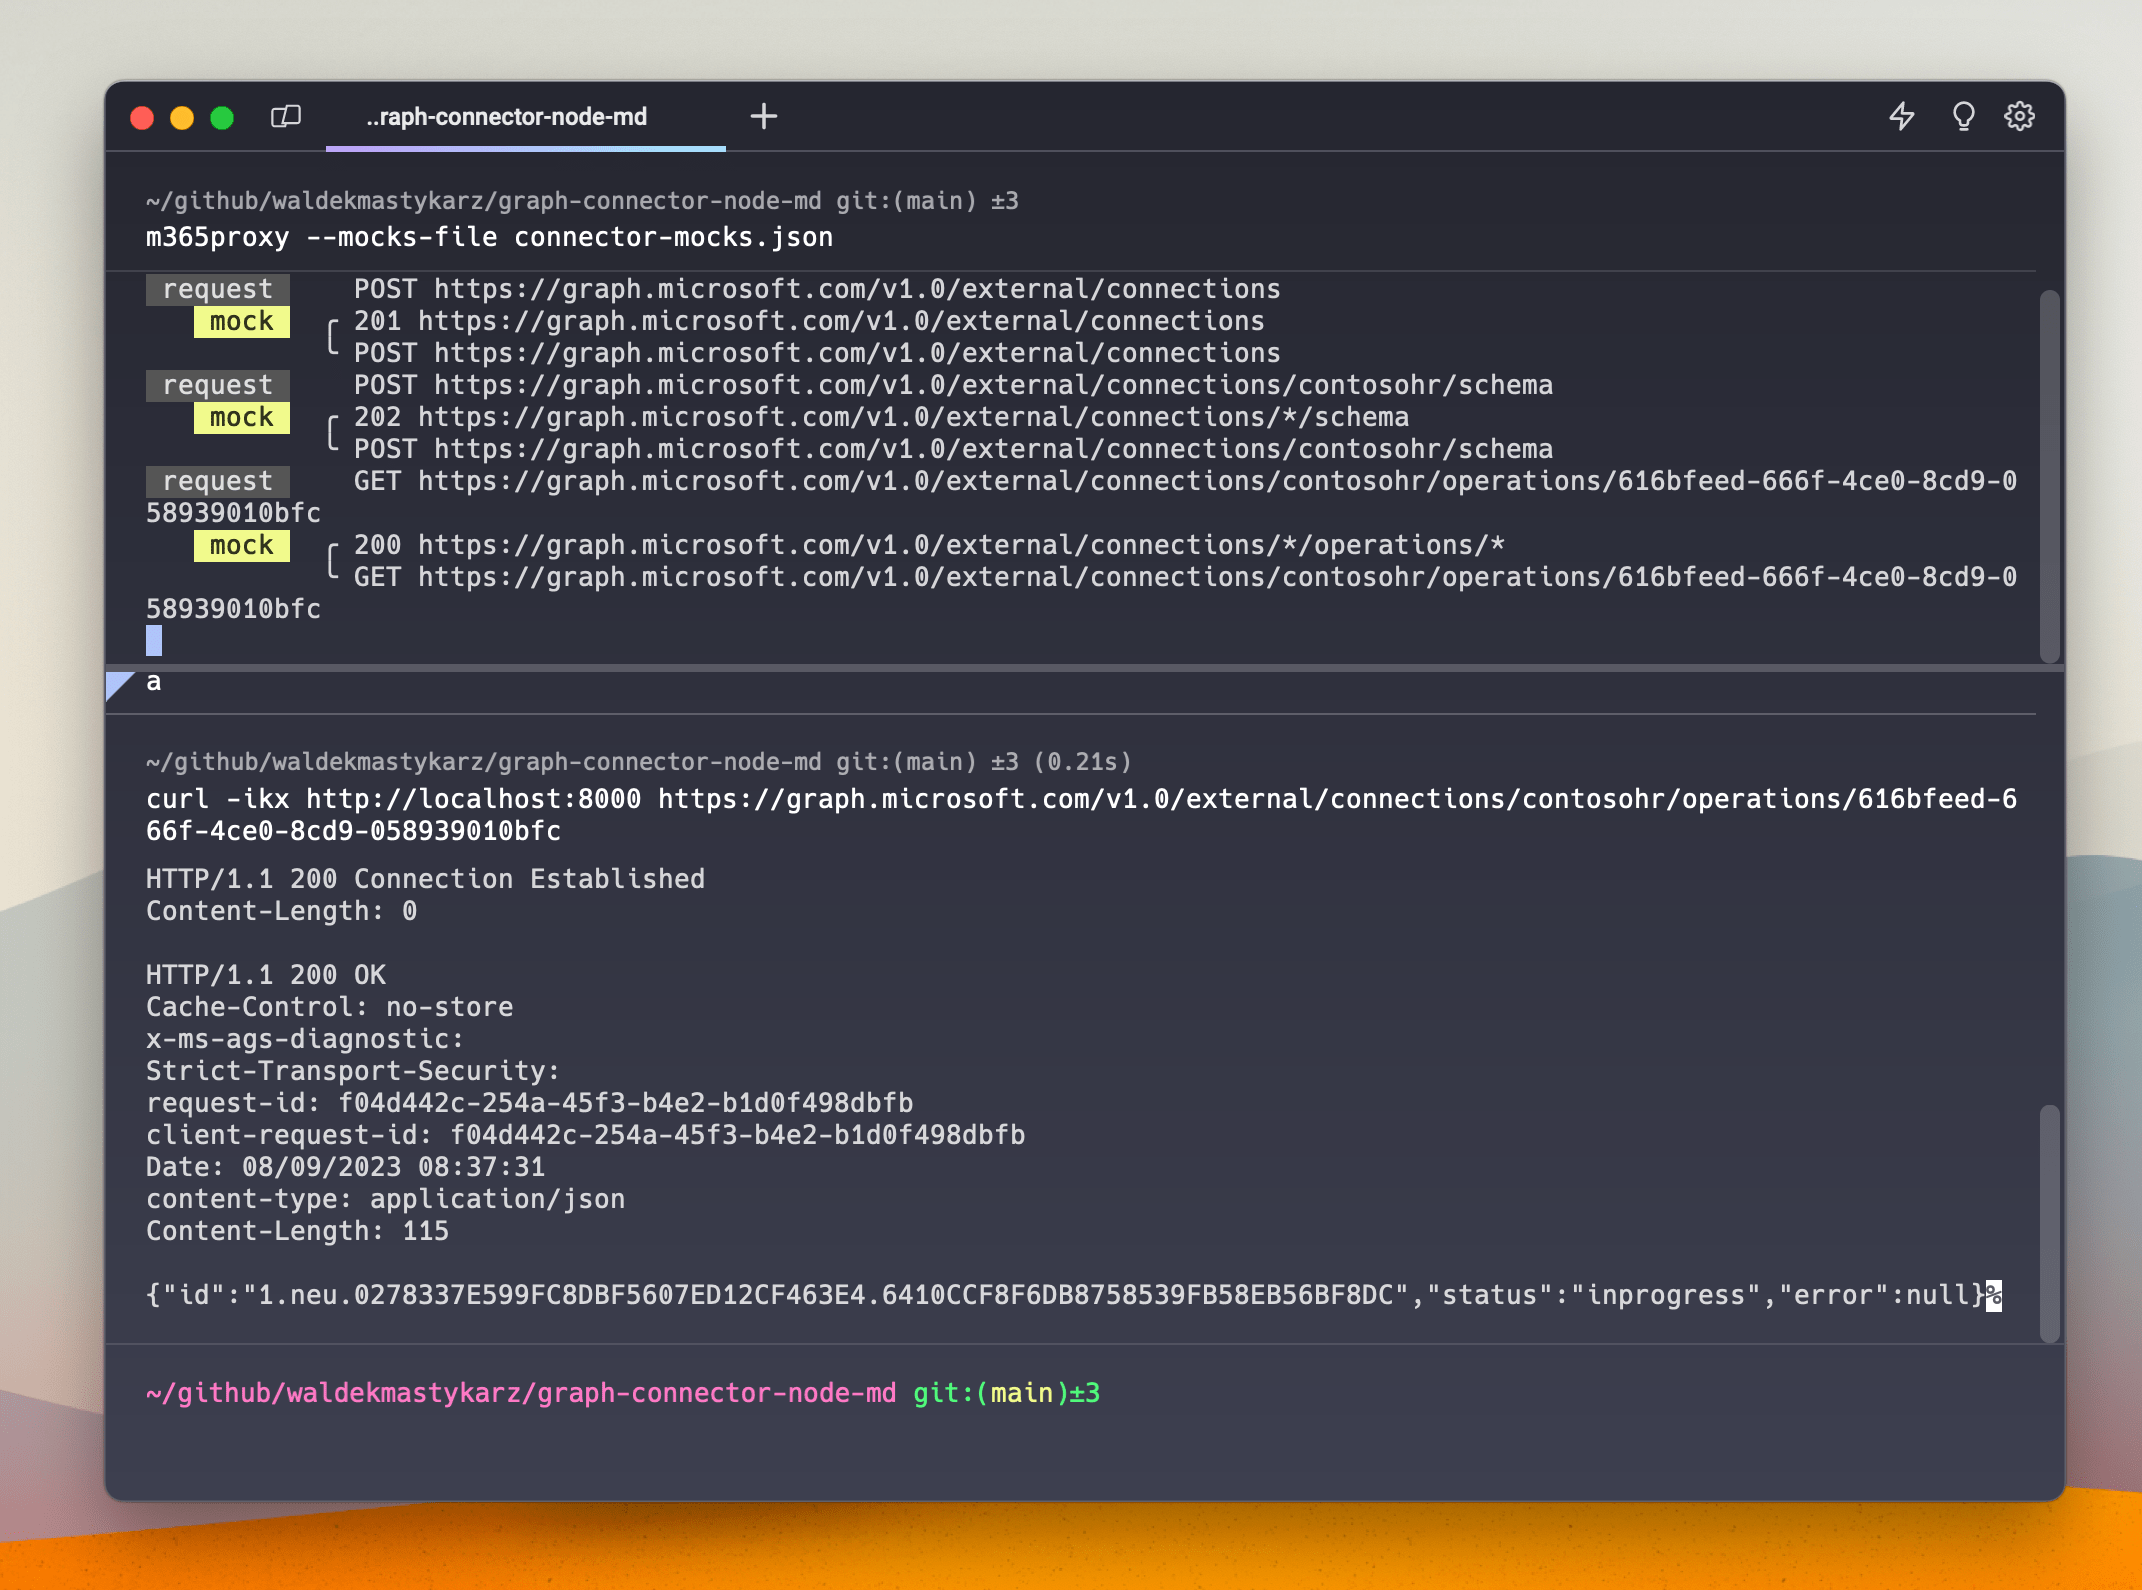 ..raph-connector-node-md
~/github/waldekmastykarz/graph-connector-node-md git:(main) ±3
m365proxy --mocks-file connector-mocks.json
request POST https://graph.microsoft.com/v1.0/external/connections
mock ╭ 201 https://graph.microsoft.com/v1.0/external/connections
╰ POST https://graph.microsoft.com/v1.0/external/connections
request POST https://graph.microsoft.com/v1.0/external/connections/contosohr/schema
mock ╭ 202 https://graph.microsoft.com/v1.0/external/connections/*/schema
╰ POST https://graph.microsoft.com/v1.0/external/connections/contosohr/schema
request GET https://graph.microsoft.com/v1.0/external/connections/contosohr/operations/616bfeed-666f-4ce0-8cd9-0
58939010bfc
mock ╭ 200 https://graph.microsoft.com/v1.0/external/connections/*/operations/*
╰ GET https://graph.microsoft.com/v1.0/external/connections/contosohr/operations/616bfeed-666f-4ce0-8cd9-0
58939010bfc
a
~/github/waldekmastykarz/graph-connector-node-md git:(main) ±3 (0.21s)
curl -ikx http://localhost:8000 https://graph.microsoft.com/v1.0/external/connections/contosohr/operations/616bfeed-6
66f-4ce0-8cd9-058939010bfc
HTTP/1.1 200 Connection Established
Content-Length: 0
HTTP/1.1 200 OK
Cache-Control: no-store
x-ms-ags-diagnostic:
Strict-Transport-Security:
request-id: f04d442c-254a-45f3-b4e2-b1d0f498dbfb
client-request-id: f04d442c-254a-45f3-b4e2-b1d0f498dbfb
Date: 08/09/2023 08:37:31
content-type: application/json
Content-Length: 115
{"id":"1.neu.0278337E599FC8DBF5607ED12CF463E4.6410CCF8F6DB8758539FB58EB56BF8DC","status":"inprogress","error":null}%
~/github/waldekmastykarz/graph-connector-node-md git:(main)±3